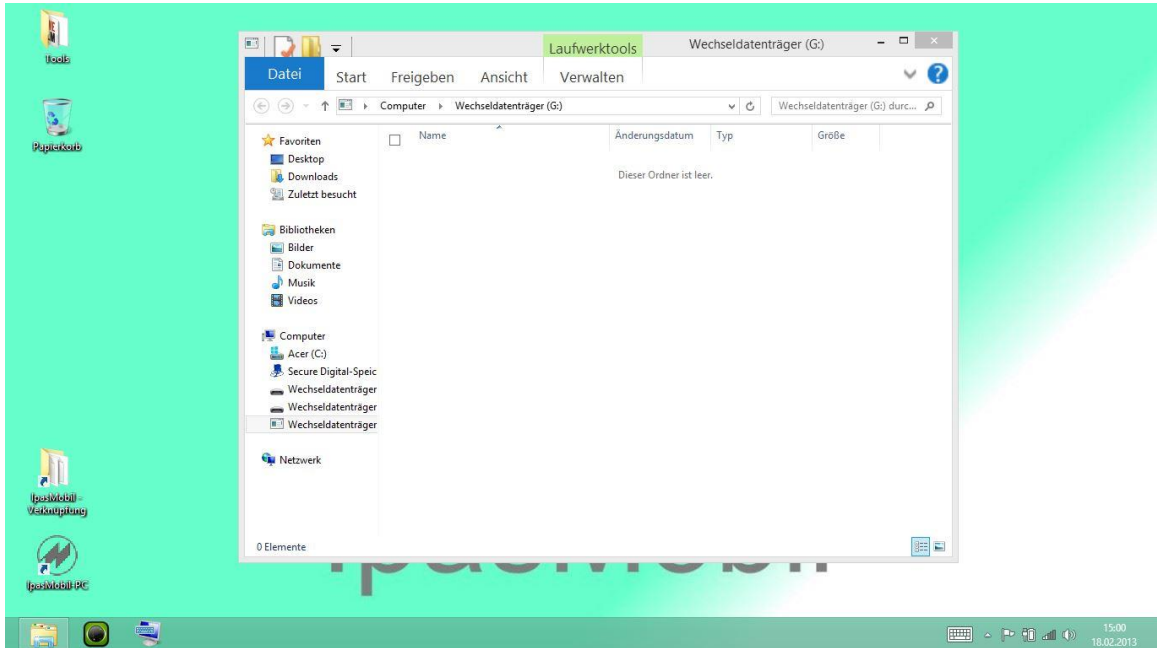 Tools
Papierkorb
IpasMobil -
Verknüpfung
IpasMobil-PC
Laufwerktools
Wechseldatenträger (G:)
Datei
Start
Freigeben
Ansicht
Verwalten
Computer
Wechseldatenträger (G:)
Wechseldatenträger (G:) durc...
Favoriten
Desktop
Downloads
Zuletzt besucht
Bibliotheken
Bilder
Dokumente
Musik
Videos
Computer
Acer (C:)
Secure Digital-Speic
Wechseldatenträger
Wechseldatenträger
Wechseldatenträger
Netzwerk
Name
Änderungsdatum
Typ
Größe
Dieser Ordner ist leer.
0 Elemente
IpasMobil
15:00
18.02.2013